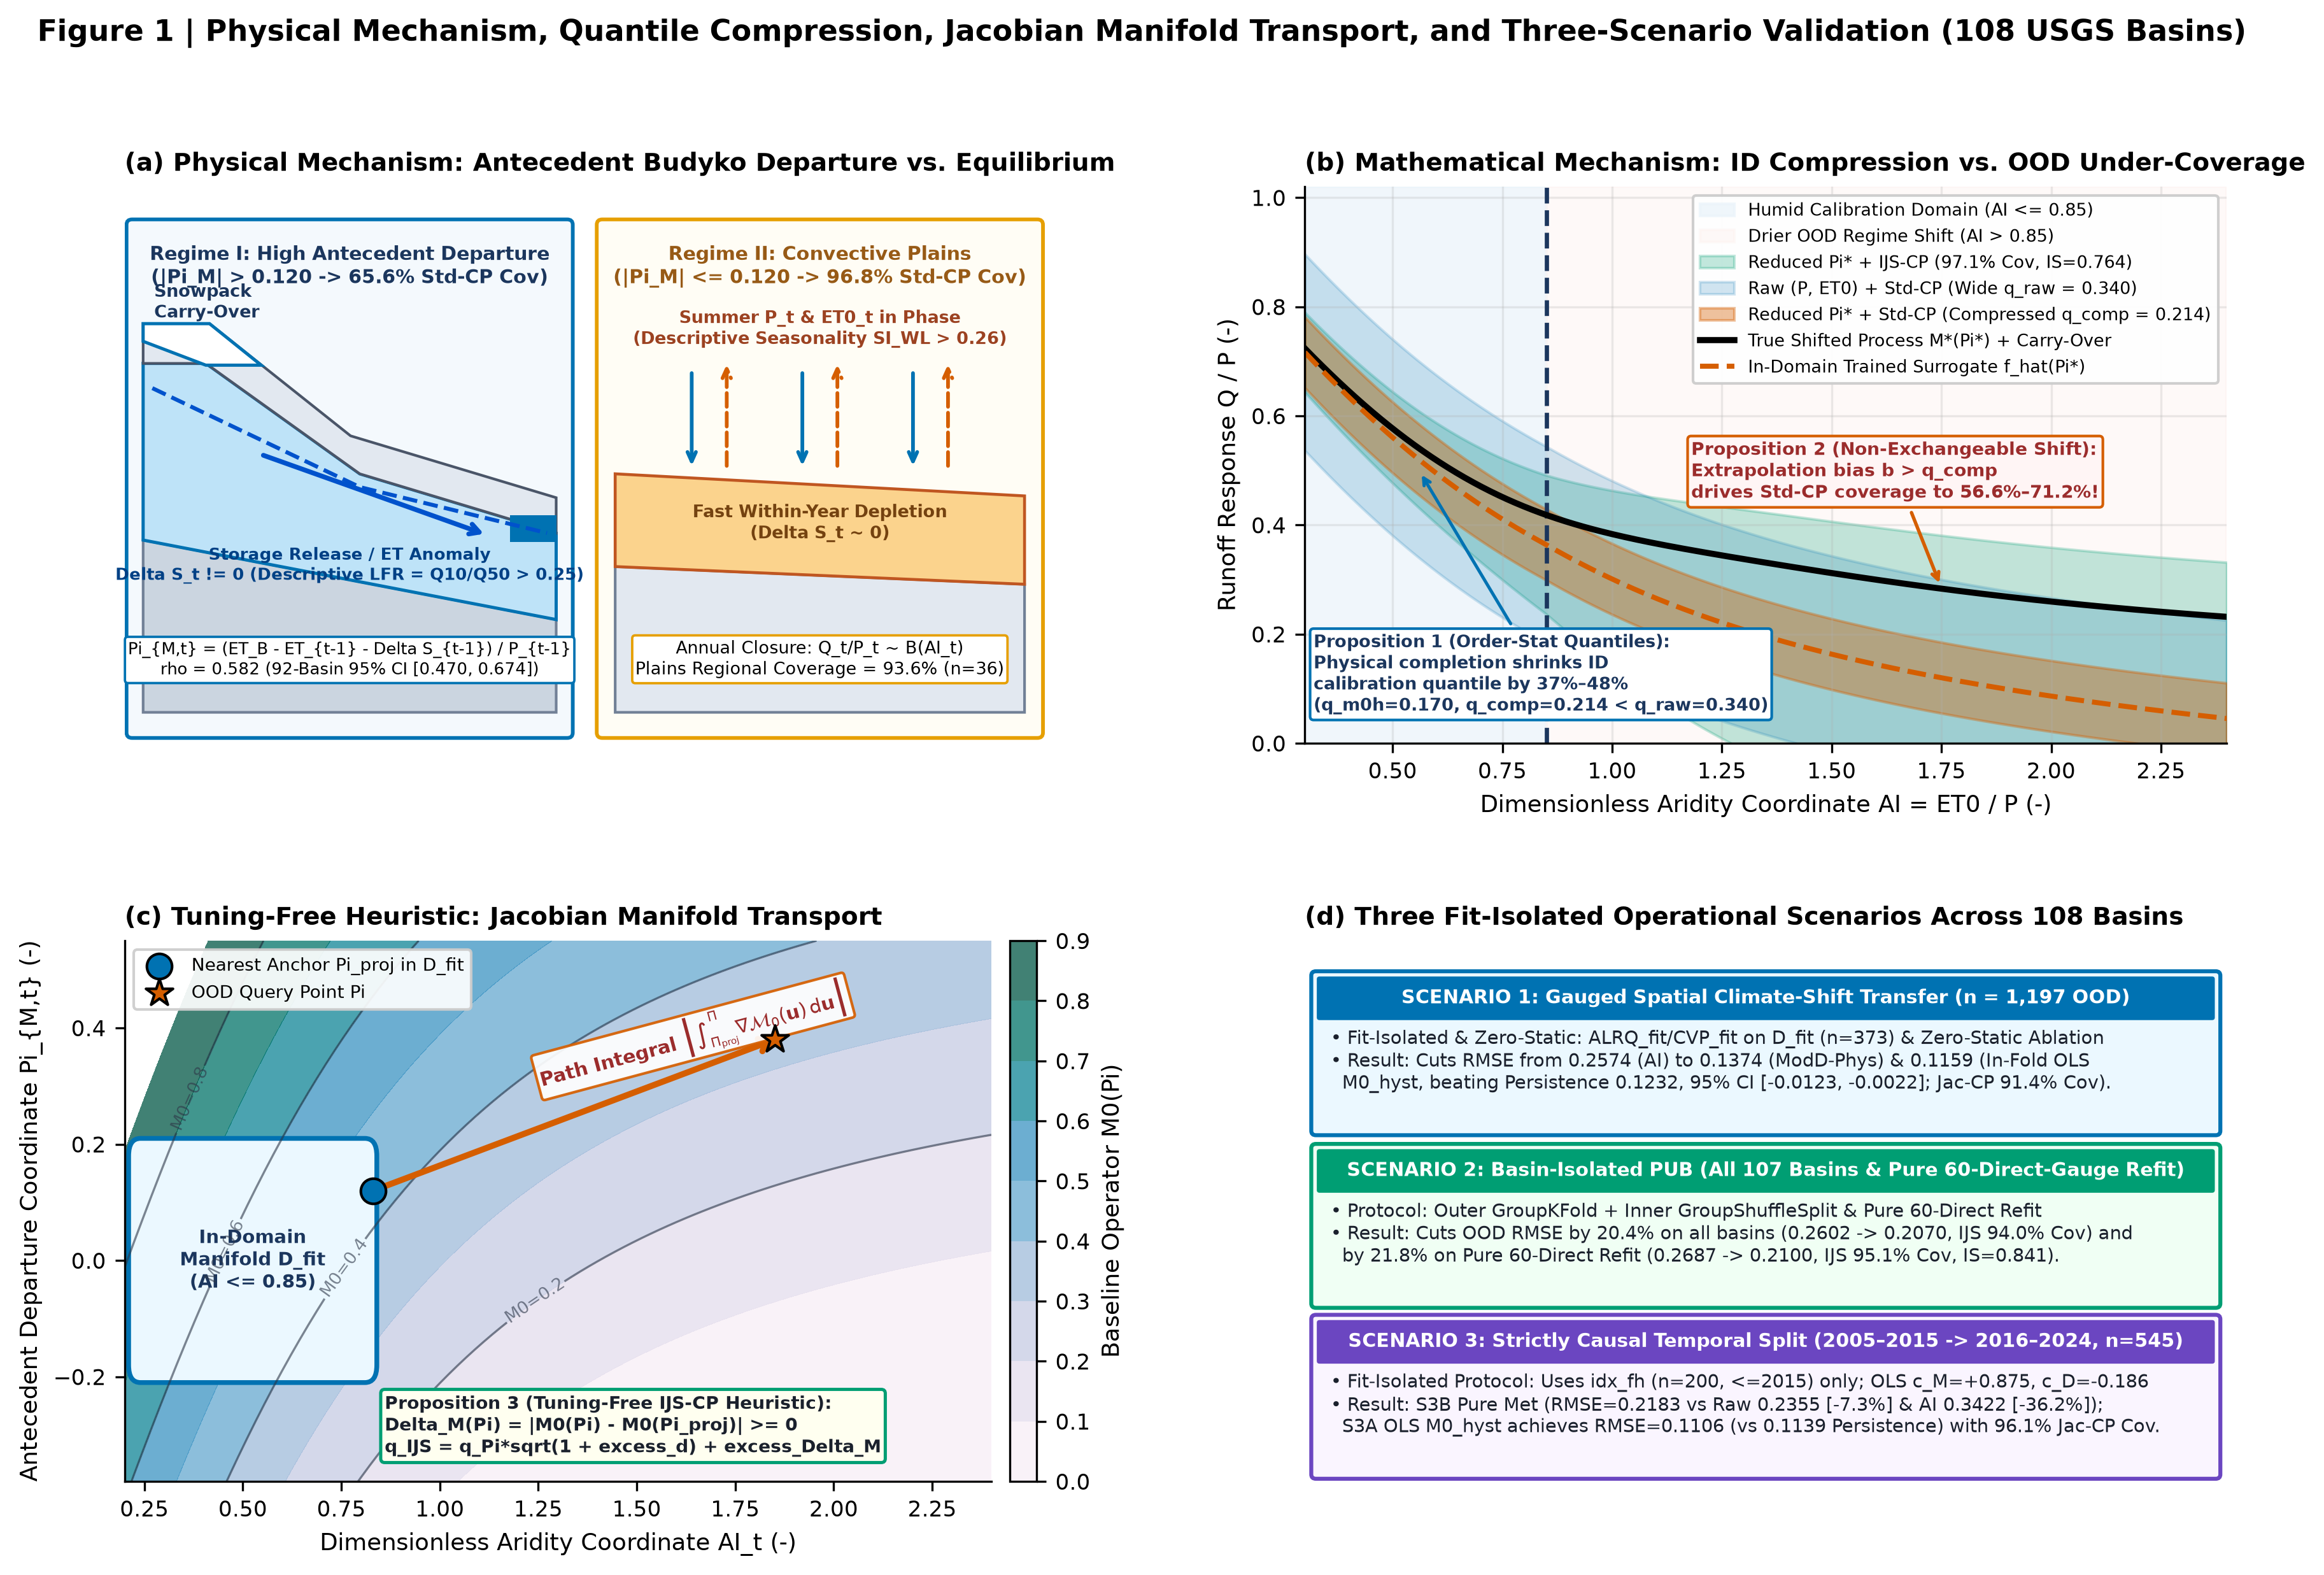 Figure 1 | Physical Mechanism, Quantile Compression, Jacobian Manifold Transport, and Three-Scenario Validation (108 USGS Basins)
(a) Physical Mechanism: Antecedent Budyko Departure vs. Equilibrium
Regime I: High Antecedent Departure
(|Pi_M| > 0.120 -> 65.6% Std-CP Cov)
Snowpack
Carry-Over
Storage Release / ET Anomaly
Delta S_t != 0 (Descriptive LFR = Q10/Q50 > 0.25)
Pi_{M,t} = (ET_B - ET_{t-1} - Delta S_{t-1}) / P_{t-1}
rho = 0.582 (92-Basin 95% CI [0.470, 0.674])
Regime II: Convective Plains
(|Pi_M| <= 0.120 -> 96.8% Std-CP Cov)
Summer P_t & ET0_t in Phase
(Descriptive Seasonality SI_WL > 0.26)
Fast Within-Year Depletion
(Delta S_t ~ 0)
Annual Closure: Q_t/P_t ~ B(AI_t)
Plains Regional Coverage = 93.6% (n=36)
(b) Mathematical Mechanism: ID Compression vs. OOD Under-Coverage
Runoff Response Q / P (-)
1.0
0.8
0.6
0.4
0.2
0.0
Humid Calibration Domain (AI <= 0.85)
Drier OOD Regime Shift (AI > 0.85)
Reduced Pi* + IJS-CP (97.1% Cov, IS=0.764)
Raw (P, ET0) + Std-CP (Wide q_raw = 0.340)
Reduced Pi* + Std-CP (Compressed q_comp = 0.214)
True Shifted Process M*(Pi*) + Carry-Over
In-Domain Trained Surrogate f_hat(Pi*)
Proposition 2 (Non-Exchangeable Shift):
Extrapolation bias b > q_comp
drives Std-CP coverage to 56.6%–71.2%!
Proposition 1 (Order-Stat Quantiles):
Physical completion shrinks ID
calibration quantile by 37%–48%
(q_m0h=0.170, q_comp=0.214 < q_raw=0.340)
0.50 0.75 1.00 1.25 1.50 1.75 2.00 2.25
Dimensionless Aridity Coordinate AI = ET0 / P (-)
(c) Tuning-Free Heuristic: Jacobian Manifold Transport
Antecedent Departure Coordinate Pi_{M,t} (-)
0.4
0.2
0.0
−0.2
Nearest Anchor Pi_proj in D_fit
OOD Query Point Pi
Path Integral |∫_{Π_proj}^{Π} ∇ℳ₀(u) du|
M0=0.8
M0=0.6
M0=0.4
M0=0.2
In-Domain
Manifold D_fit
(AI <= 0.85)
Proposition 3 (Tuning-Free IJS-CP Heuristic):
Delta_M(Pi) = |M0(Pi) - M0(Pi_proj)| >= 0
q_IJS = q_Pi*sqrt(1 + excess_d) + excess_Delta_M
0.25 0.50 0.75 1.00 1.25 1.50 1.75 2.00 2.25
Dimensionless Aridity Coordinate AI_t (-)
0.9
0.8
0.7
0.6
0.5
0.4
0.3
0.2
0.1
0.0
Baseline Operator M0(Pi)
(d) Three Fit-Isolated Operational Scenarios Across 108 Basins
SCENARIO 1: Gauged Spatial Climate-Shift Transfer (n = 1,197 OOD)
• Fit-Isolated & Zero-Static: ALRQ_fit/CVP_fit on D_fit (n=373) & Zero-Static Ablation
• Result: Cuts RMSE from 0.2574 (AI) to 0.1374 (ModD-Phys) & 0.1159 (In-Fold OLS
M0_hyst, beating Persistence 0.1232, 95% CI [-0.0123, -0.0022]; Jac-CP 91.4% Cov).
SCENARIO 2: Basin-Isolated PUB (All 107 Basins & Pure 60-Direct-Gauge Refit)
• Protocol: Outer GroupKFold + Inner GroupShuffleSplit & Pure 60-Direct Refit
• Result: Cuts OOD RMSE by 20.4% on all basins (0.2602 -> 0.2070, IJS 94.0% Cov) and
by 21.8% on Pure 60-Direct Refit (0.2687 -> 0.2100, IJS 95.1% Cov, IS=0.841).
SCENARIO 3: Strictly Causal Temporal Split (2005–2015 -> 2016–2024, n=545)
• Fit-Isolated Protocol: Uses idx_fh (n=200, <=2015) only; OLS c_M=+0.875, c_D=-0.186
• Result: S3B Pure Met (RMSE=0.2183 vs Raw 0.2355 [-7.3%] & AI 0.3422 [-36.2%]);
S3A OLS M0_hyst achieves RMSE=0.1106 (vs 0.1139 Persistence) with 96.1% Jac-CP Cov.